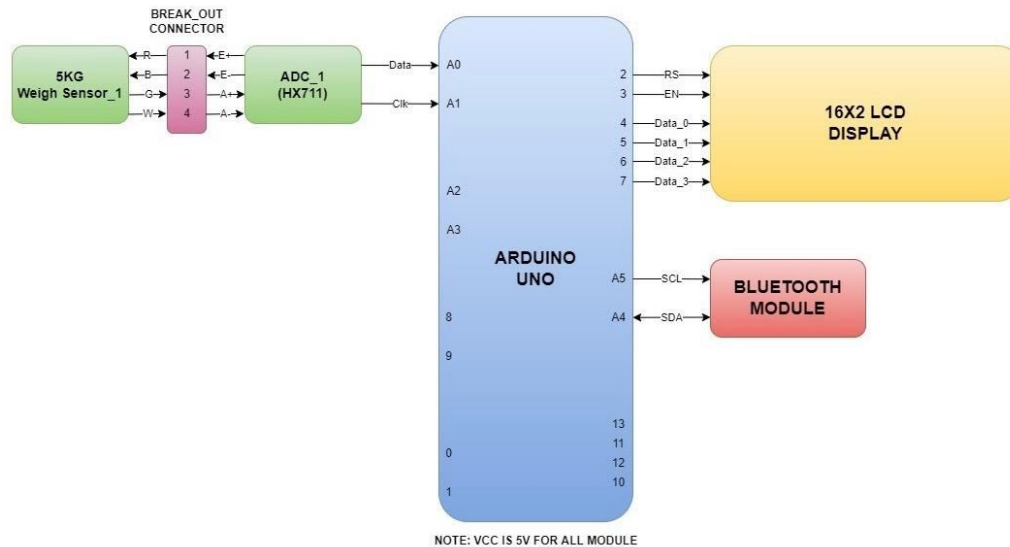 BREAK_OUT
CONNECTOR
5KG
Weigh Sensor_1
R
B
G
W
1
2
3
4
E+
E-
A+
A-
ADC_1
(HX711)
Data
Clk
A0
A1
A2
A3
8
9
0
1
ARDUINO
UNO
2
3
4
5
6
7
A5
A4
13
11
12
10
RS
EN
Data_0
Data_1
Data_2
Data_3
16X2 LCD
DISPLAY
SCL
SDA
BLUETOOTH
MODULE
NOTE: VCC IS 5V FOR ALL MODULE